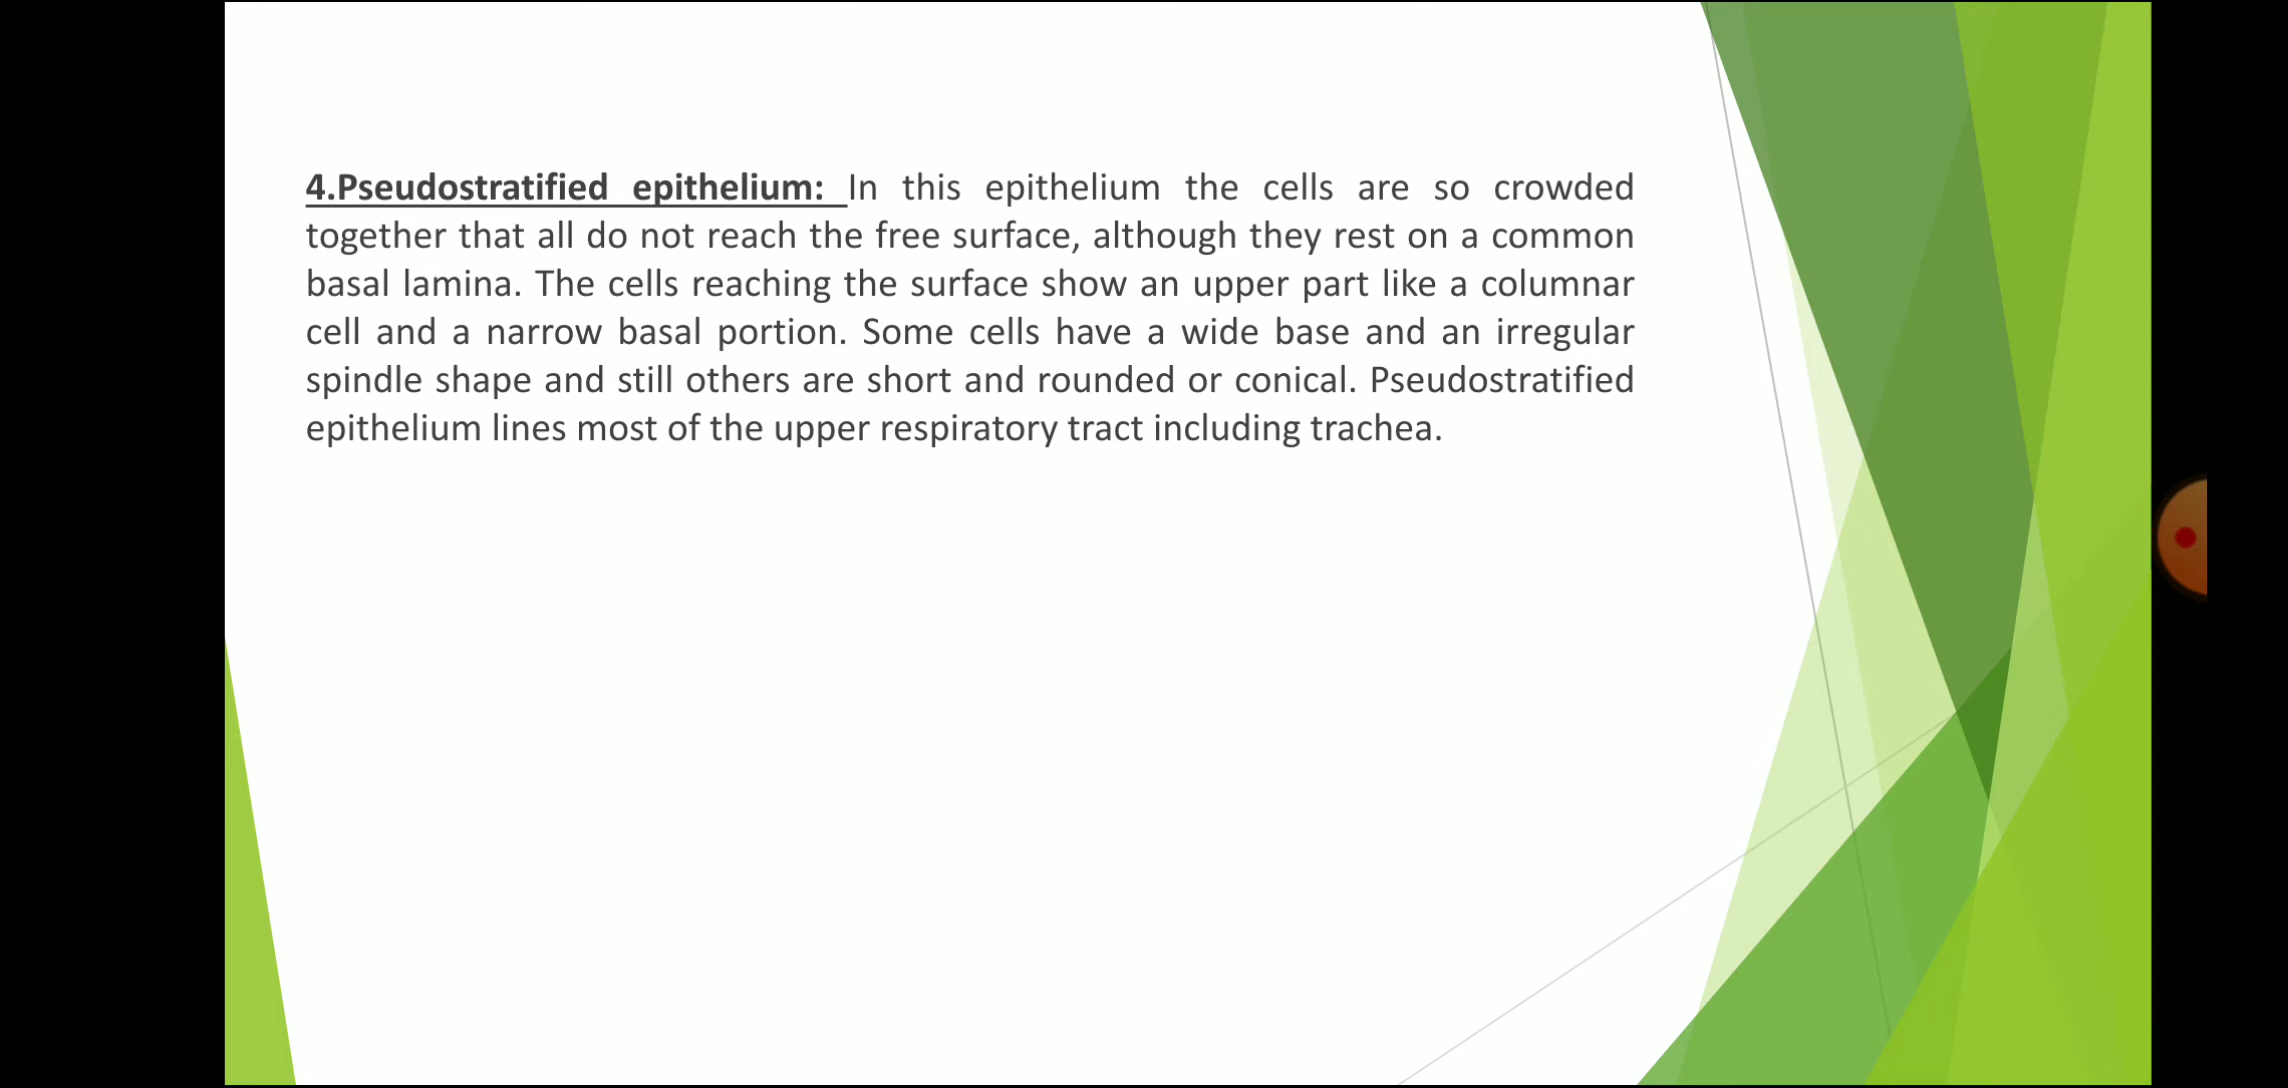 4.Pseudostratified epithelium: In this epithelium the cells are so crowded
together that all do not reach the free surface, although they rest on a common
basal lamina. The cells reaching the surface show an upper part like a columnar
cell and a narrow basal portion. Some cells have a wide base and an irregular
spindle shape and still others are short and rounded or conical. Pseudostratified
epithelium lines most of the upper respiratory tract including trachea.